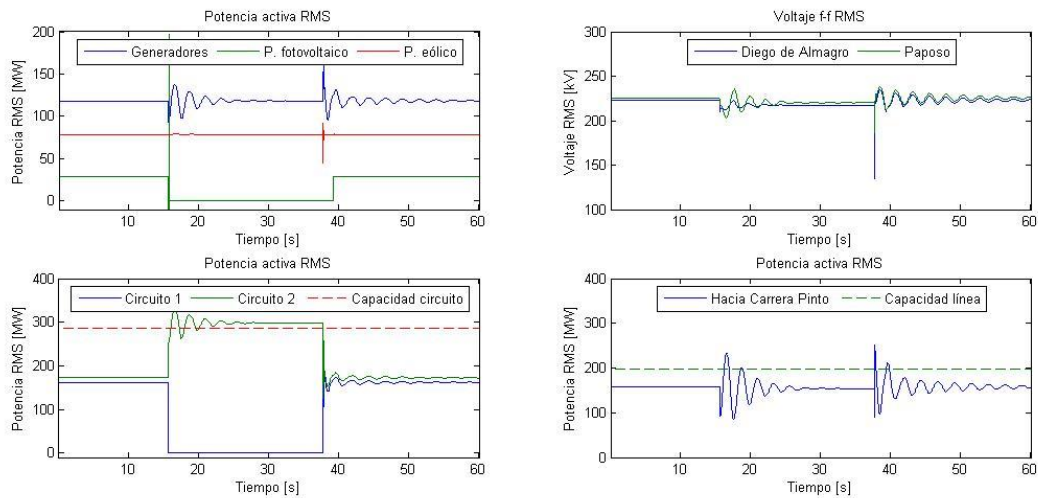 Potencia activa RMS
200
150
100
50
0
Potencia RMS [MW]
Generadores
P. fotovoltaico
P. eólico
10
20
30
40
50
60
Tiempo [s]
Voltaje f-f RMS
300
250
200
150
100
Voltaje RMS [kV]
Diego de Almagro
Paposo
10
20
30
40
50
60
Tiempo [s]
Potencia activa RMS
400
300
200
100
0
Potencia RMS [MW]
Circuito 1
Circuito 2
Capacidad circuito
10
20
30
40
50
60
Tiempo [s]
Potencia activa RMS
400
300
200
100
0
Potencia RMS [MW]
Hacia Carrera Pinto
Capacidad línea
10
20
30
40
50
60
Tiempo [s]